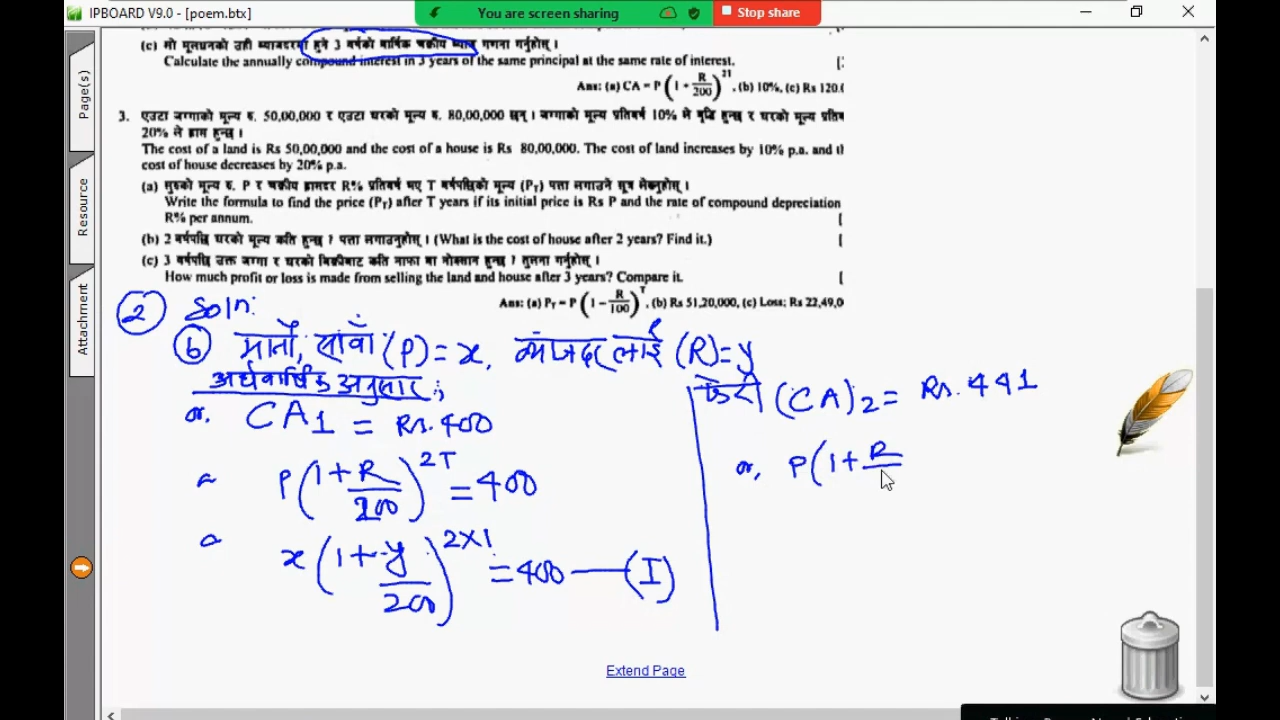 IPBOARD V9.0 - [poem.btx]
You are screen sharing
Stop share
Page(s)
Resource
Attachment
(c) सो मूलधनको उही ब्याजदरमा हुने 3 वर्षको वार्षिक चक्रीय ब्याज गणना गर्नुहोस् ।
Calculate the annually compound interest in 3 years of the same principal at the same rate of interest.
Ans: (a) CA = P (1 + R/200)^2T, (b) 10%, (c) Rs 120.
3. एउटा जग्गाको मूल्य रु. 50,00,000 र एउटा घरको मूल्य रु. 80,00,000 छन् । जग्गाको मूल्य प्रतिवर्ष 10% ले वृद्धि हुन्छ र घरको मूल्य प्रतिव
20% ले ह्रास हुन्छ ।
The cost of a land is Rs 50,00,000 and the cost of a house is Rs 80,00,000. The cost of land increases by 10% p.a. and th
cost of house decreases by 20% p.a.
(a) सुरुको मूल्य रु. P र चक्रीय ह्रासदर R% प्रतिवर्ष भए T वर्षपछिको मूल्य (PT) पत्ता लगाउने सूत्र लेख्नुहोस् ।
Write the formula to find the price (PT) after T years if its initial price is Rs P and the rate of compound depreciation
R% per annum.
(b) 2 वर्षपछि घरको मूल्य कति हुन्छ ? पत्ता लगाउनुहोस् । (What is the cost of house after 2 years? Find it.)
(c) 3 वर्षपछि उक्त जग्गा र घरको बिक्रीबाट कति नाफा वा नोक्सान हुन्छ ? तुलना गर्नुहोस् ।
How much profit or loss is made from selling the land and house after 3 years? Compare it.
Ans: (a) PT = P (1 - R/100)^T, (b) Rs 51,20,000, (c) Loss; Rs 22,49,0
2 Soln:
b मानौं, साँवा (P) = x, ब्याजदर लाई (R) = y
अर्धवार्षिक अनुसार;
or, CA1 = Rs. 400
P(1+R/200)^2T = 400
x(1+y/200)^2×1 = 400 — (I)
फेरी (CA)2 = Rs. 441
or, P(1+R
Extend Page